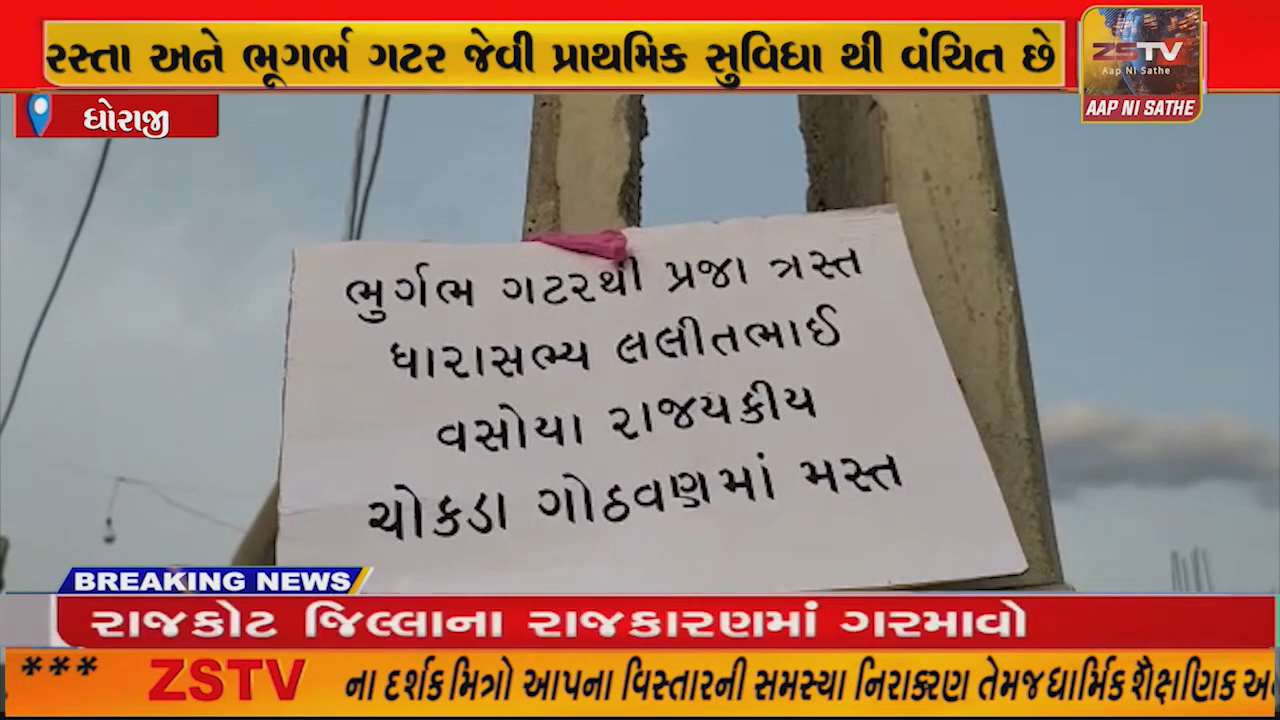 રસ્તા અને ભૂગર્ભ ગટર જેવી પ્રાથમિક સુવિધા થી વંચિત છે
ZSTV
Aap Ni Sathe
AAP NI SATHE
ધોરાજી
ભુર્ગભ ગટરથી પ્રજા ત્રસ્ત
ધારાસભ્ય લલીતભાઈ
વસોયા રાજયકીય
ચોકડા ગોઠવણમાં મસ્ત
BREAKING NEWS
રાજકોટ જિલ્લાના રાજકારણમાં ગરમાવો
*** ZSTV ના દર્શક મિત્રો આપના વિસ્તારની સમસ્યા નિરાકરણ તેમજ ધાર્મિક શૈક્ષણિક